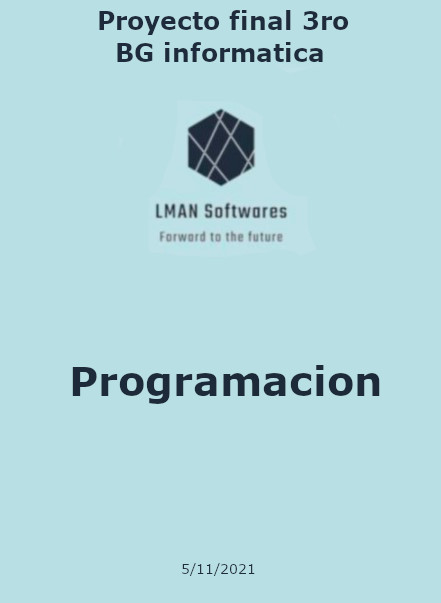 Proyecto final 3ro
BG informatica
LMAN Softwares
Forward to the future
Programacion
5/11/2021